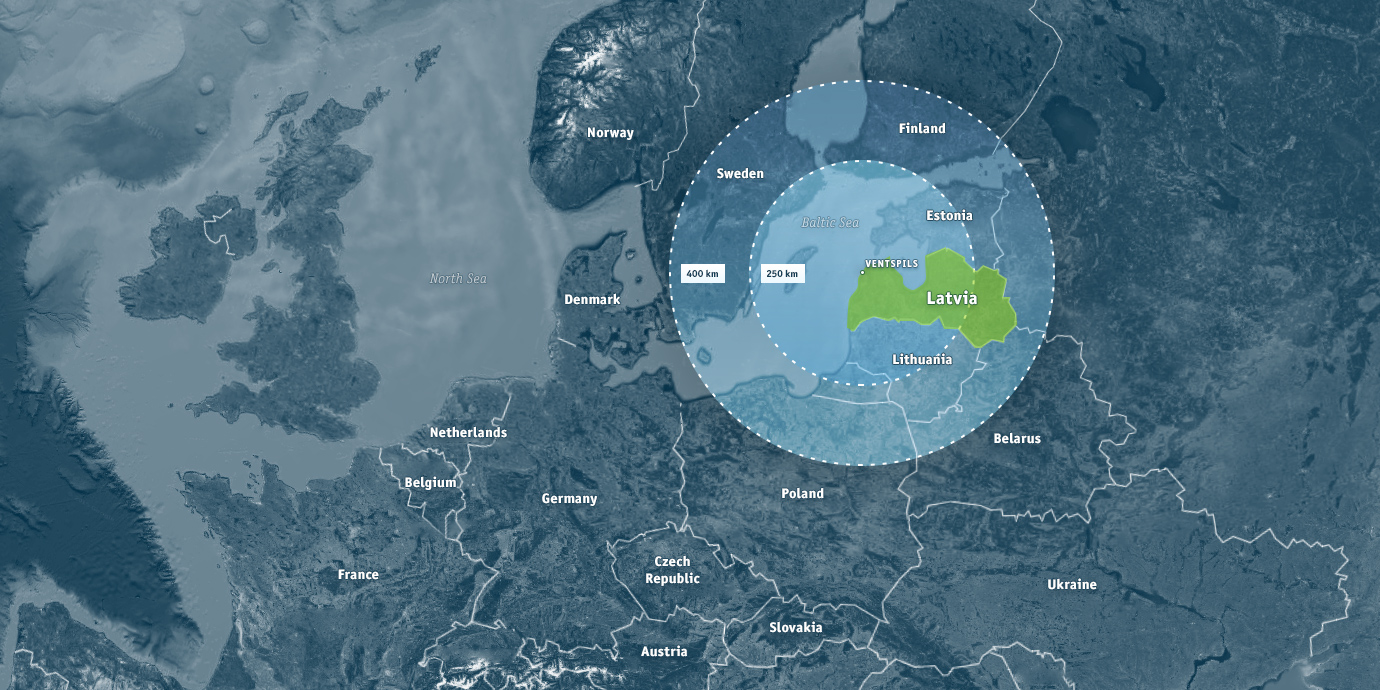 Norway
Finland
Sweden
Estonia
Baltic Sea
VENTSPILS
400 km
250 km
North Sea
Denmark
Latvia
Lithuania
Netherlands
Belarus
Belgium
Germany
Poland
France
Czech
Republic
Ukraine
Slovakia
Austria